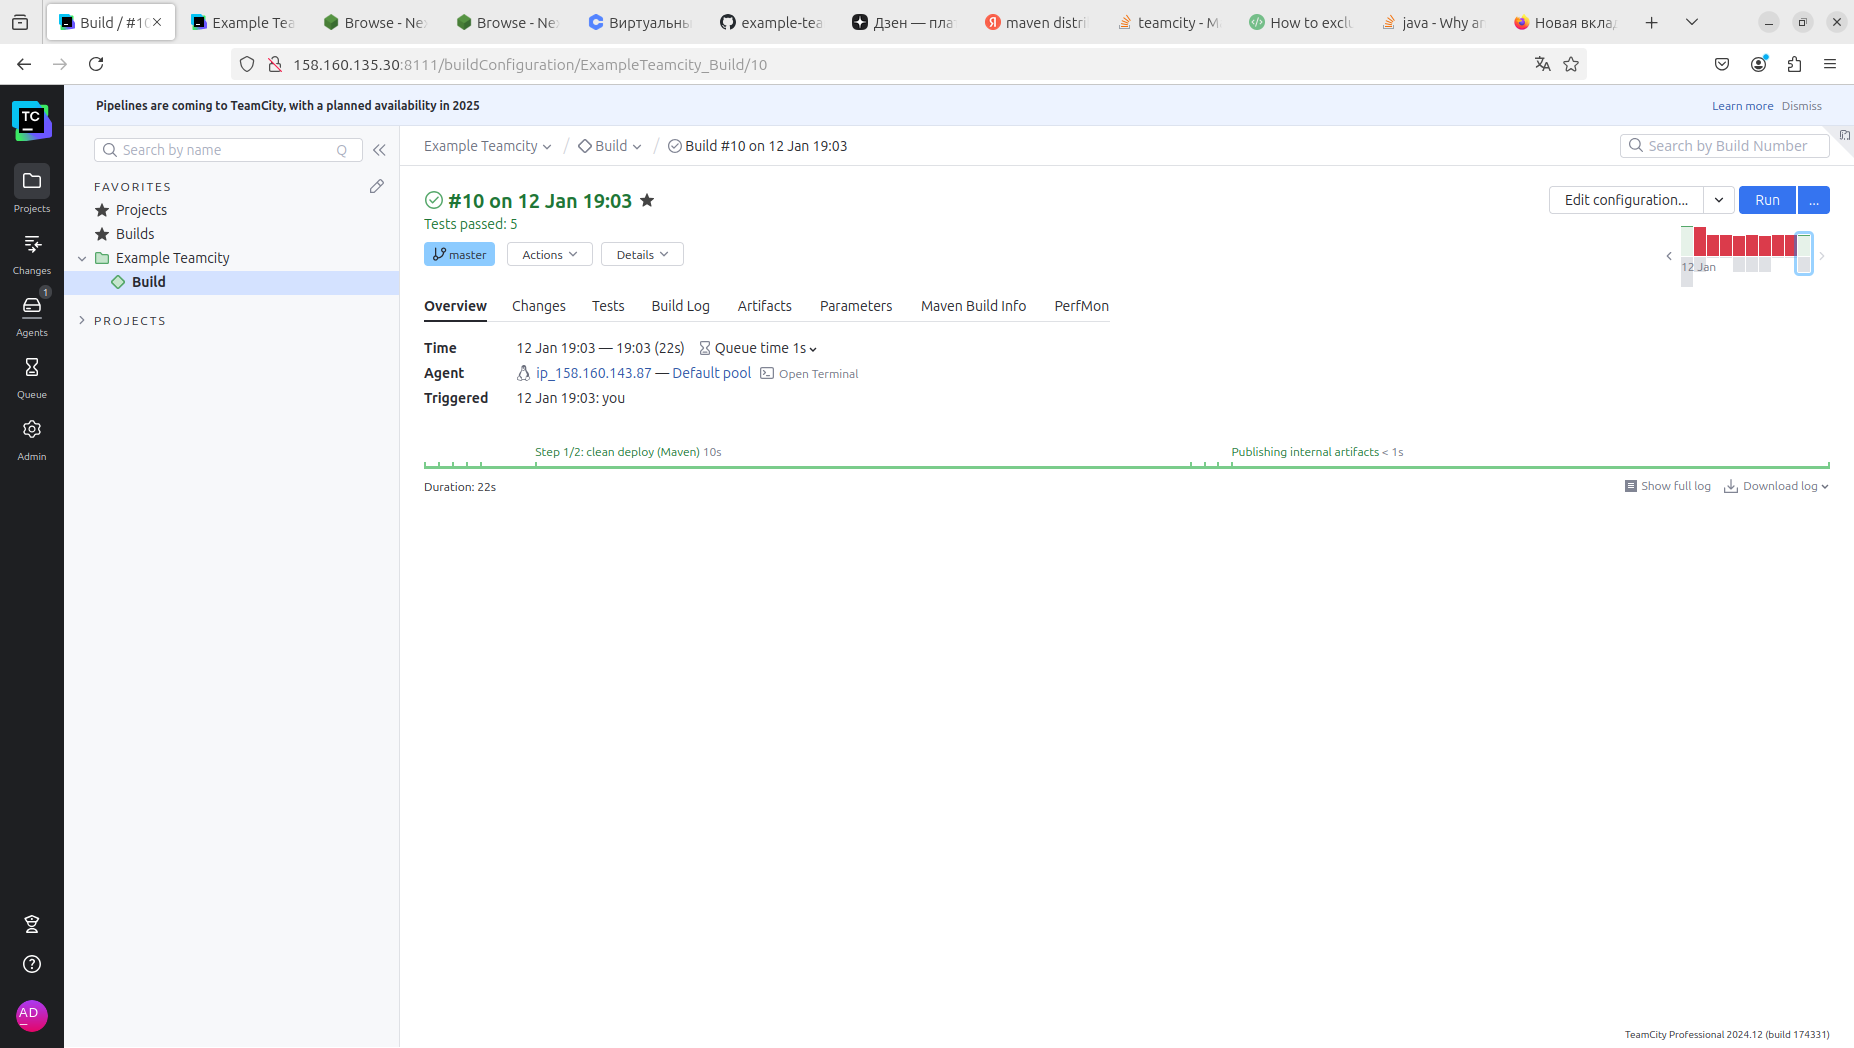 Build / #10
Example Tea
Browse - Ne
Browse - Ne
Виртуальны
example-tea
Дзен — пла
maven distri
teamcity - M
How to exclu
java - Why a
Новая вклад
158.160.135.30:8111/buildConfiguration/ExampleTeamcity_Build/10
TC
Pipelines are coming to TeamCity, with a planned availability in 2025
Learn more
Dismiss
Projects
Changes
1
Agents
Queue
Admin
AD
Search by name
Q
FAVORITES
Projects
Builds
Example Teamcity
Build
PROJECTS
Example Teamcity / Build / Build #10 on 12 Jan 19:03
Search by Build Number
#10 on 12 Jan 19:03
Edit configuration...
Run
...
Tests passed: 5
master
Actions
Details
12 Jan
Overview
Changes
Tests
Build Log
Artifacts
Parameters
Maven Build Info
PerfMon
Time 12 Jan 19:03 — 19:03 (22s) Queue time 1s
Agent ip_158.160.143.87 — Default pool Open Terminal
Triggered 12 Jan 19:03: you
Step 1/2: clean deploy (Maven) 10s
Publishing internal artifacts < 1s
Duration: 22s
Show full log
Download log
TeamCity Professional 2024.12 (build 174331)